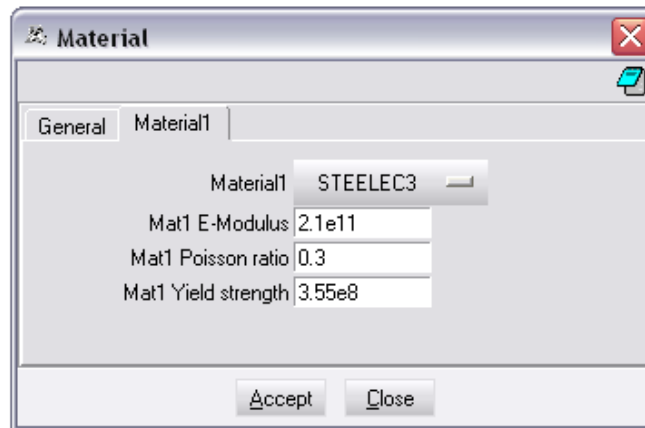 Material
General Material1
Material1 STEELEC3
Mat1 E-Modulus 2.1e11
Mat1 Poisson ratio 0.3
Mat1 Yield strength 3.55e8
Accept Close